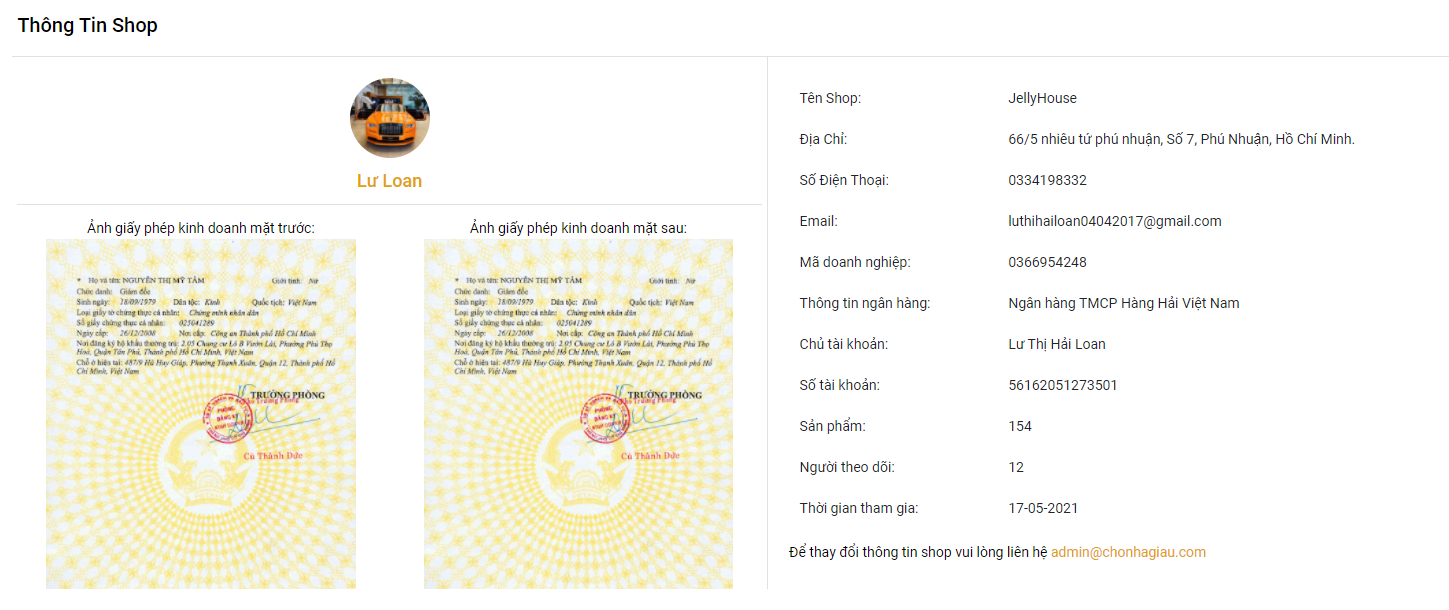 Thông Tin Shop
Lư Loan
Ảnh giấy phép kinh doanh mặt trước:
* Họ và tên: NGUYỄN THỊ MỸ TÂM Giới tính: Nữ
Chức danh: Giám đốc
Sinh ngày: 18/09/1979 Dân tộc: Kinh Quốc tịch: Việt Nam
Loại giấy tờ chứng thực cá nhân: Chứng minh nhân dân
Số giấy chứng thực cá nhân: 025041289
Ngày cấp: 26/12/2008 Nơi cấp: Công an Thành phố Hồ Chí Minh
Nơi đăng ký hộ khẩu thường trú: 2.05 Chung cư Lô B Vườn Lài, Phường Phú Thọ
Hoà, Quận Tân Phú, Thành phố Hồ Chí Minh, Việt Nam
Chỗ ở hiện tại: 487/9 Hà Huy Giáp, Phường Thạnh Xuân, Quận 12, Thành phố Hồ
Chí Minh, Việt Nam
TRƯỞNG PHÒNG
PHÒNG
ĐĂNG KÝ
KINH DOANH
Cù Thành Đức
Ảnh giấy phép kinh doanh mặt sau:
* Họ và tên: NGUYỄN THỊ MỸ TÂM Giới tính: Nữ
Chức danh: Giám đốc
Sinh ngày: 18/09/1979 Dân tộc: Kinh Quốc tịch: Việt Nam
Loại giấy tờ chứng thực cá nhân: Chứng minh nhân dân
Số giấy chứng thực cá nhân: 025041289
Ngày cấp: 26/12/2008 Nơi cấp: Công an Thành phố Hồ Chí Minh
Nơi đăng ký hộ khẩu thường trú: 2.05 Chung cư Lô B Vườn Lài, Phường Phú Thọ
Hoà, Quận Tân Phú, Thành phố Hồ Chí Minh, Việt Nam
Chỗ ở hiện tại: 487/9 Hà Huy Giáp, Phường Thạnh Xuân, Quận 12, Thành phố Hồ
Chí Minh, Việt Nam
TRƯỞNG PHÒNG
PHÒNG
ĐĂNG KÝ
KINH DOANH
Cù Thành Đức
Tên Shop: JellyHouse
Địa Chỉ: 66/5 nhiêu tứ phú nhuận, Số 7, Phú Nhuận, Hồ Chí Minh.
Số Điện Thoại: 0334198332
Email: luthihailoan04042017@gmail.com
Mã doanh nghiệp: 0366954248
Thông tin ngân hàng: Ngân hàng TMCP Hàng Hải Việt Nam
Chủ tài khoản: Lư Thị Hải Loan
Số tài khoản: 56162051273501
Sản phẩm: 154
Người theo dõi: 12
Thời gian tham gia: 17-05-2021
Để thay đổi thông tin shop vui lòng liên hệ admin@chonhagiau.com